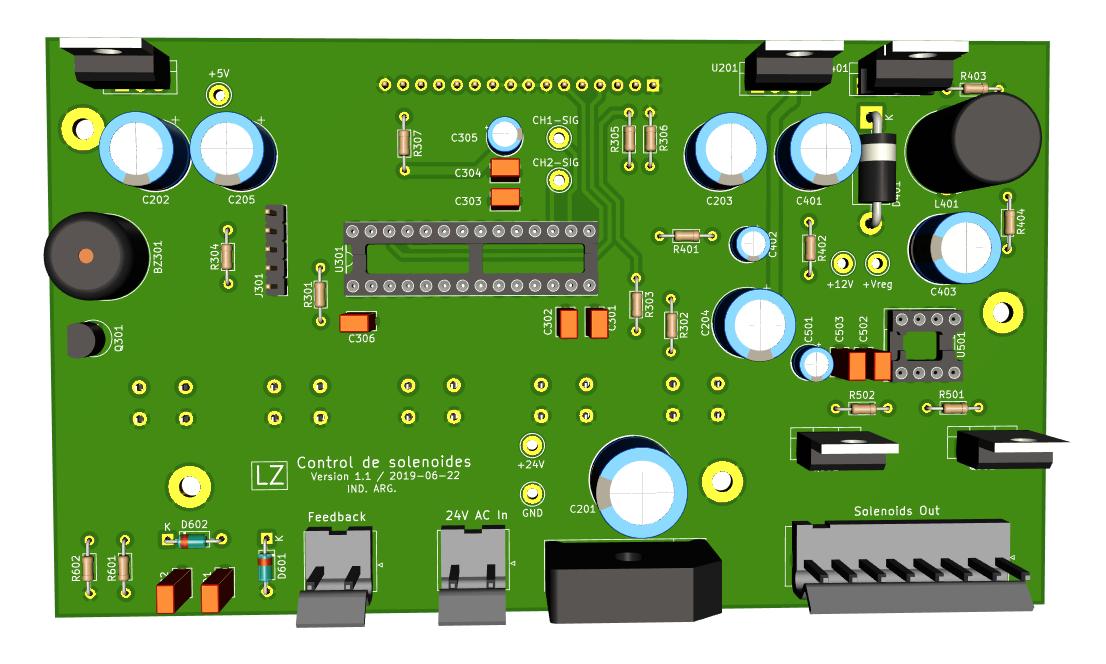 +5V
U201
401
R403
K
C305
CH1-SIG
R307
R305
R306
CH2-SIG
C304
C303
C202
C205
C203
C401
D401
L401
R404
BZ301
R304
J301
U301
R401
C402
R402
+12V
+Vreg
C403
R301
C306
C302
C301
R303
R302
C204
C501
C503
C502
U501
Q301
R502
R501
+24V
GND
C201
LZ
Control de solenoides
Version 1.1 / 2019-06-22
IND. ARG.
Feedback
24V AC In
Solenoids Out
K
D602
K
D601
R602
R601